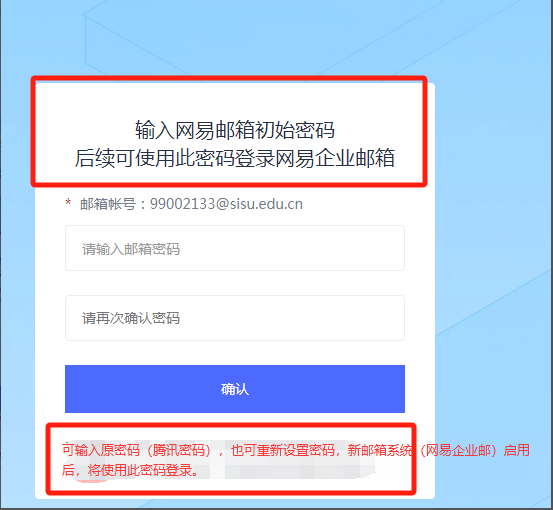 输入网易邮箱初始密码
后续可使用此密码登录网易企业邮箱
* 邮箱帐号：99002133@sisu.edu.cn
请输入邮箱密码
请再次确认密码
确认
可输入原密码（腾讯密码），也可重新设置密码，新邮箱系统（网易企业邮）启用
后，将使用此密码登录。